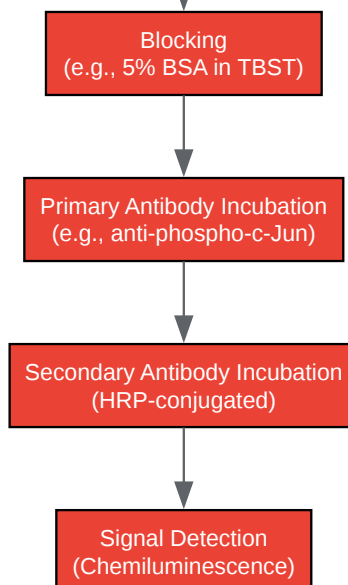 Blocking
(e.g., 5% BSA in TBST)
Primary Antibody Incubation
(e.g., anti-phospho-c-Jun)
Secondary Antibody Incubation
(HRP-conjugated)
Signal Detection
(Chemiluminescence)